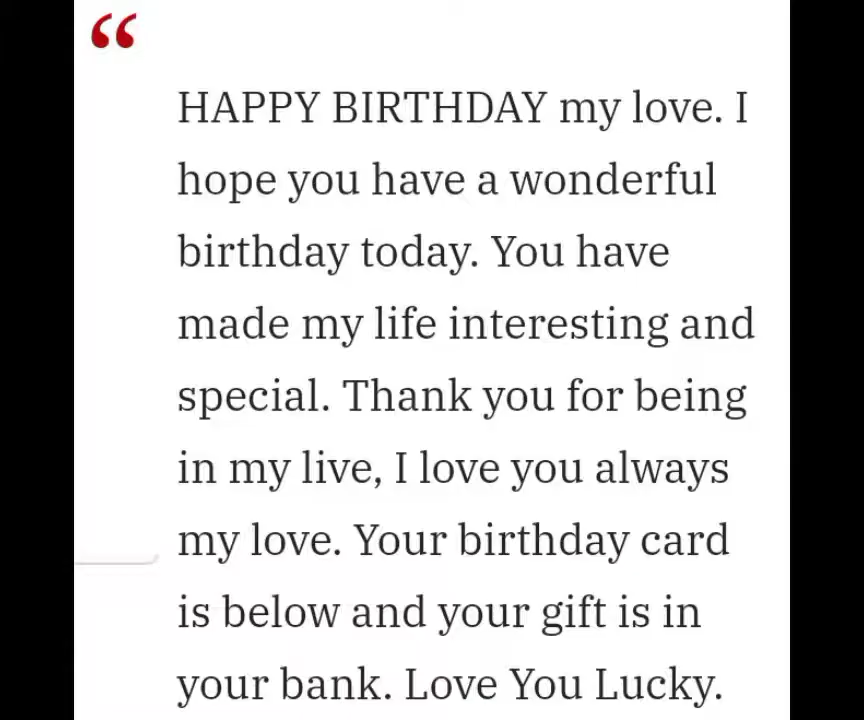 “
HAPPY BIRTHDAY my love. I
hope you have a wonderful
birthday today. You have
made my life interesting and
special. Thank you for being
in my live, I love you always
my love. Your birthday card
is below and your gift is in
your bank. Love You Lucky.